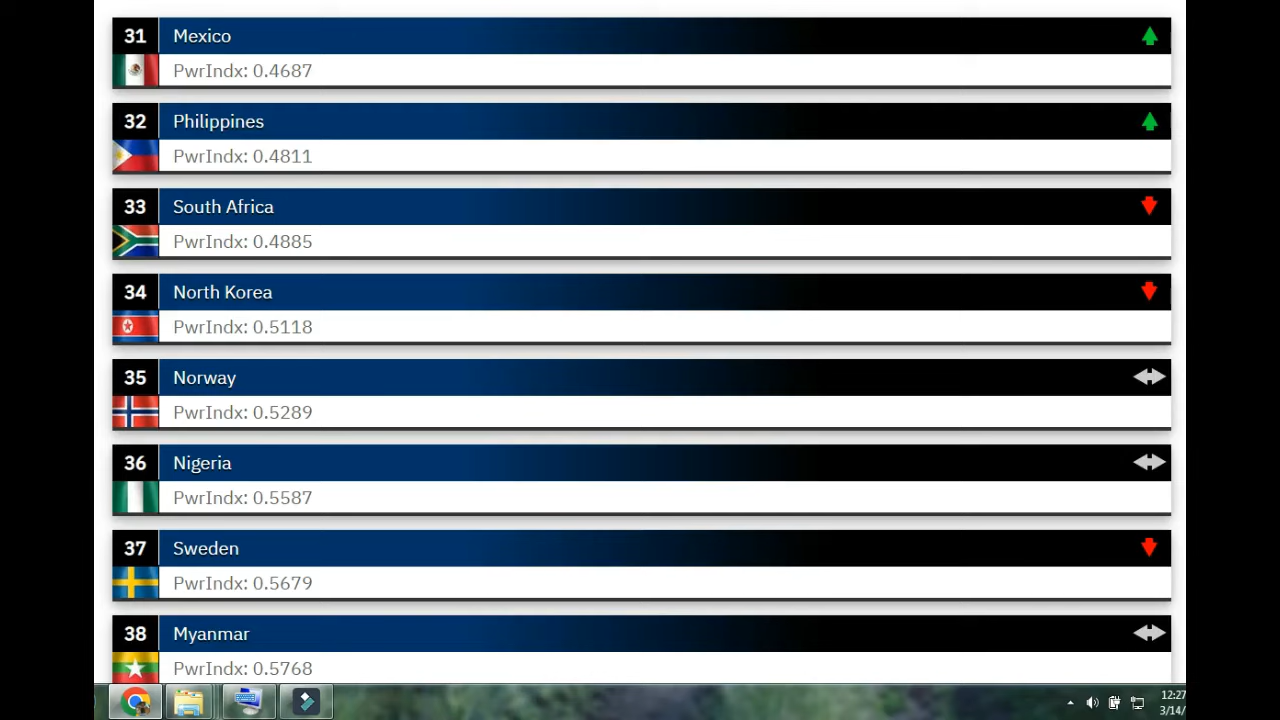 31 Mexico
PwrIndx: 0.4687
32 Philippines
PwrIndx: 0.4811
33 South Africa
PwrIndx: 0.4885
34 North Korea
PwrIndx: 0.5118
35 Norway
PwrIndx: 0.5289
36 Nigeria
PwrIndx: 0.5587
37 Sweden
PwrIndx: 0.5679
38 Myanmar
PwrIndx: 0.5768
12:27
3/14/